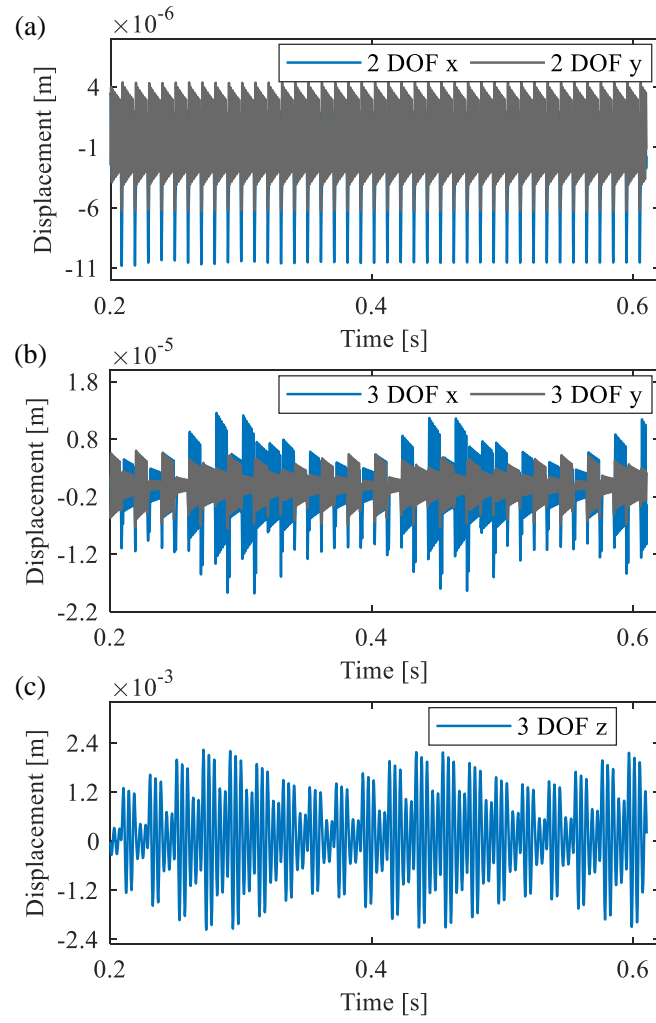 (a)
×10⁻⁶
2 DOF x 2 DOF y
4
-1
-6
-11
Displacement [m]
0.2 0.4 0.6
Time [s]
(b)
×10⁻⁵
3 DOF x 3 DOF y
1.8
0.8
-0.2
-1.2
-2.2
Displacement [m]
0.2 0.4 0.6
Time [s]
(c)
×10⁻³
3 DOF z
2.4
1.2
0
-1.2
-2.4
Displacement [m]
0.2 0.4 0.6
Time [s]